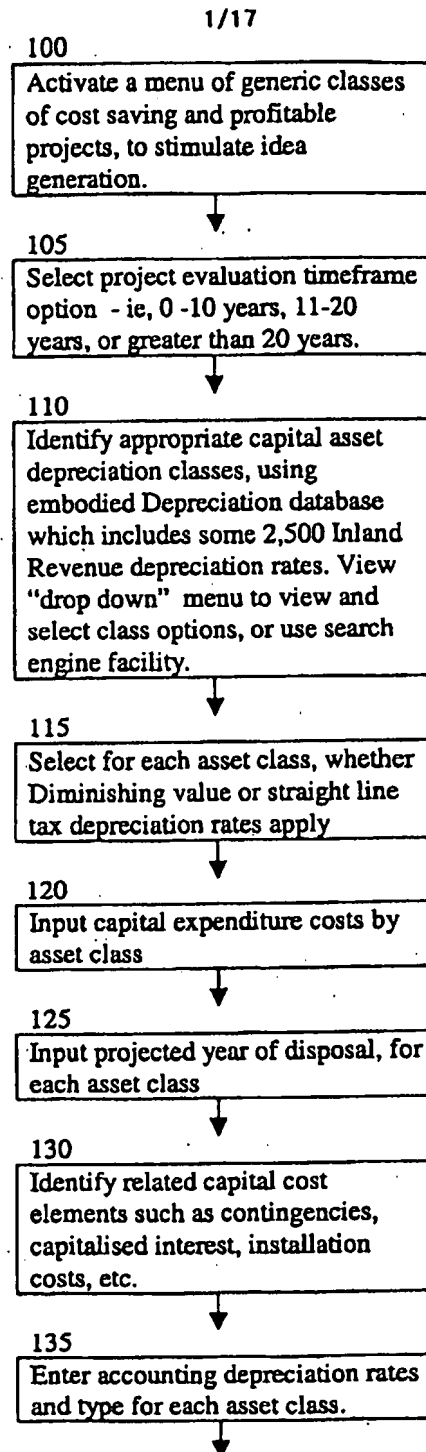 1/17
100
Activate a menu of generic classes
of cost saving and profitable
projects, to stimulate idea
generation.
105
Select project evaluation timeframe
option - ie, 0 -10 years, 11-20
years, or greater than 20 years.
110
Identify appropriate capital asset
depreciation classes, using
embodied Depreciation database
which includes some 2,500 Inland
Revenue depreciation rates. View
“drop down” menu to view and
select class options, or use search
engine facility.
115
Select for each asset class, whether
Diminishing value or straight line
tax depreciation rates apply
120
Input capital expenditure costs by
asset class
125
Input projected year of disposal, for
each asset class
130
Identify related capital cost
elements such as contingencies,
capitalised interest, installation
costs, etc.
135
Enter accounting depreciation rates
and type for each asset class.